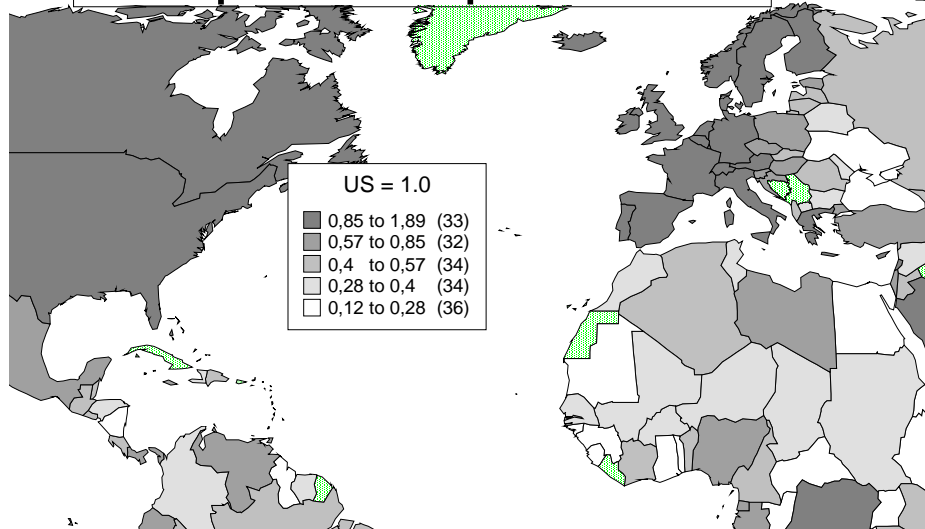 US = 1.0
0,85 to 1,89 (33)
0,57 to 0,85 (32)
0,4 to 0,57 (34)
0,28 to 0,4 (34)
0,12 to 0,28 (36)